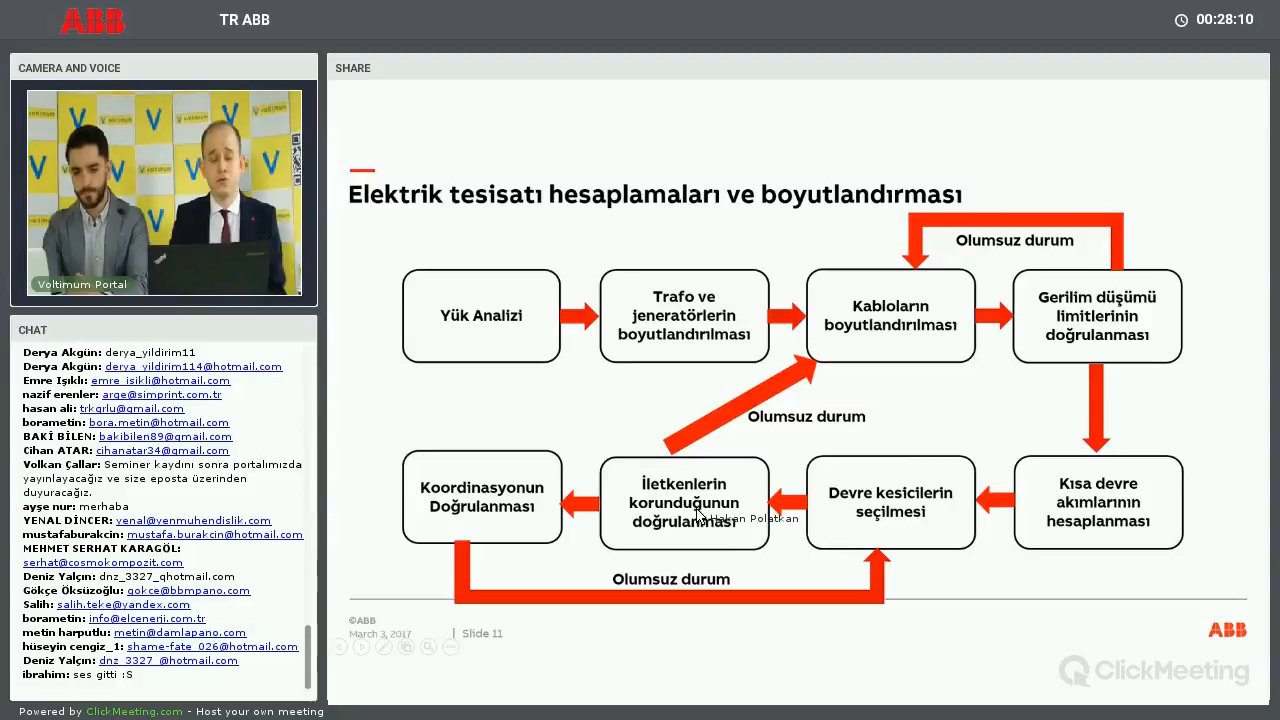 ABB
TR ABB
00:28:10
CAMERA AND VOICE
voltimum
Voltimum Portal
CHAT
Derya Akgün: derya_yildirim11
Derya Akgün: derya_yildirim114@hotmail.com
Emre Işıklı: emre_isikli@hotmail.com
nazif erenler: arge@simprint.com.tr
hasan ali: trkgrlu@gmail.com
borametin: bora.metin@hotmail.com
BAKİ BİLEN: bakibilen89@gmail.com
Cihan ATAR: cihanatar34@gmail.com
Volkan Çallar: Seminer kaydını sonra portalımızda
yayınlayacağız ve size eposta üzerinden
duyuracağız.
ayşe nur: merhaba
YENAL DİNCER: yenal@yenmuhendislik.com
mustafaburakcin: mustafa.burakcin@hotmail.com
MEHMET SERHAT KARAGÖL:
serhat@cosmokompozit.com
Deniz Yalçın: dnz_3327_qhotmail.com
Gökçe Öksüzoğlu: gokce@bbmpano.com
Salih: salih.teke@yandex.com
borametin: info@elcenerji.com.tr
metin harputlu: metin@damlapano.com
hüseyin cengiz_1: shame-fate_026@hotmail.com
Deniz Yalçın: dnz_3327_@hotmail.com
ibrahim: ses gitti :S
Powered by ClickMeeting.com - Host your own meeting
SHARE
Elektrik tesisatı hesaplamaları ve boyutlandırması
Olumsuz durum
Yük Analizi
Trafo ve
jeneratörlerin
boyutlandırılması
Kabloların
boyutlandırılması
Gerilim düşümü
limitlerinin
doğrulanması
Olumsuz durum
Koordinasyonun
Doğrulanması
İletkenlerin
korunduğunun
doğrulanması
Hakan Polatkan
Devre kesicilerin
seçilmesi
Kısa devre
akımlarının
hesaplanması
Olumsuz durum
©ABB
March 3, 2017
Slide 11
ABB
ClickMeeting